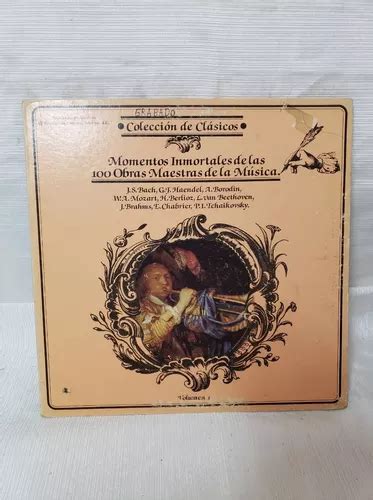 GRABADO
• Colección de Clásicos •
Momentos Inmortales de las
100 Obras Maestras de la Música.
J.S. Bach, G.F. Haendel, A. Borodin,
W.A. Mozart, H. Berlioz, L. van Beethoven,
J. Brahms, E. Chabrier, P.I. Tchaikovsky.
Volumen 1